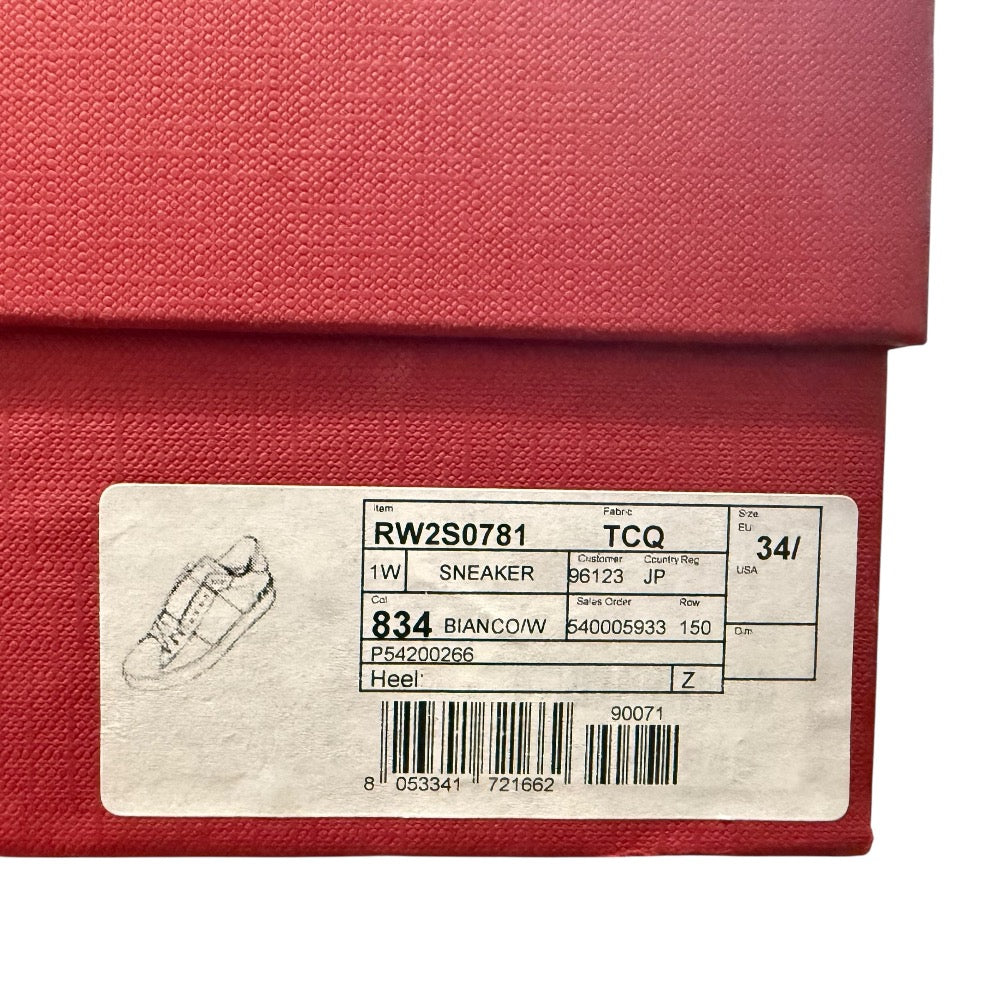 Item
RW2S0781
Fabric
TCQ
Size
EU
34/
USA
1W
SNEAKER
Customer
96123
Country Reg
JP
Col
834 BIANCO/W
Sales Order
540005933
Row
150
D.m.
P54200266
Heel:
Z
90071
8 053341 721662